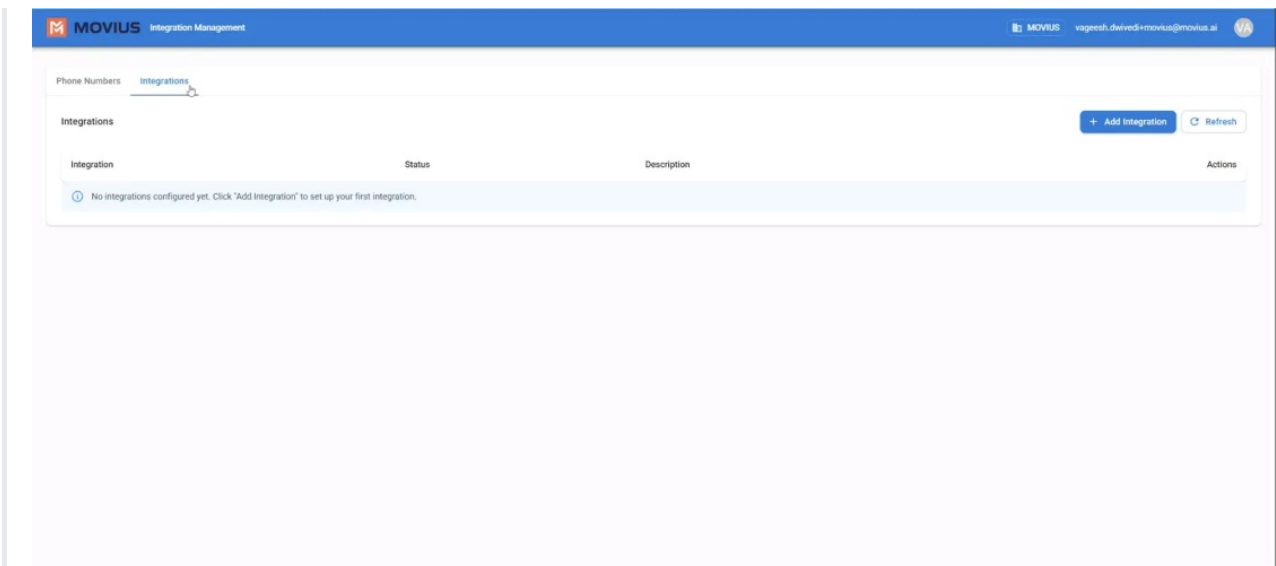 MOVIUS Integration Management MOVIUS vageesh.dwivedi+movius@movius.ai VA
Phone Numbers Integrations
Integrations + Add Integration Refresh
Integration Status Description Actions
No integrations configured yet. Click "Add Integration" to set up your first integration.